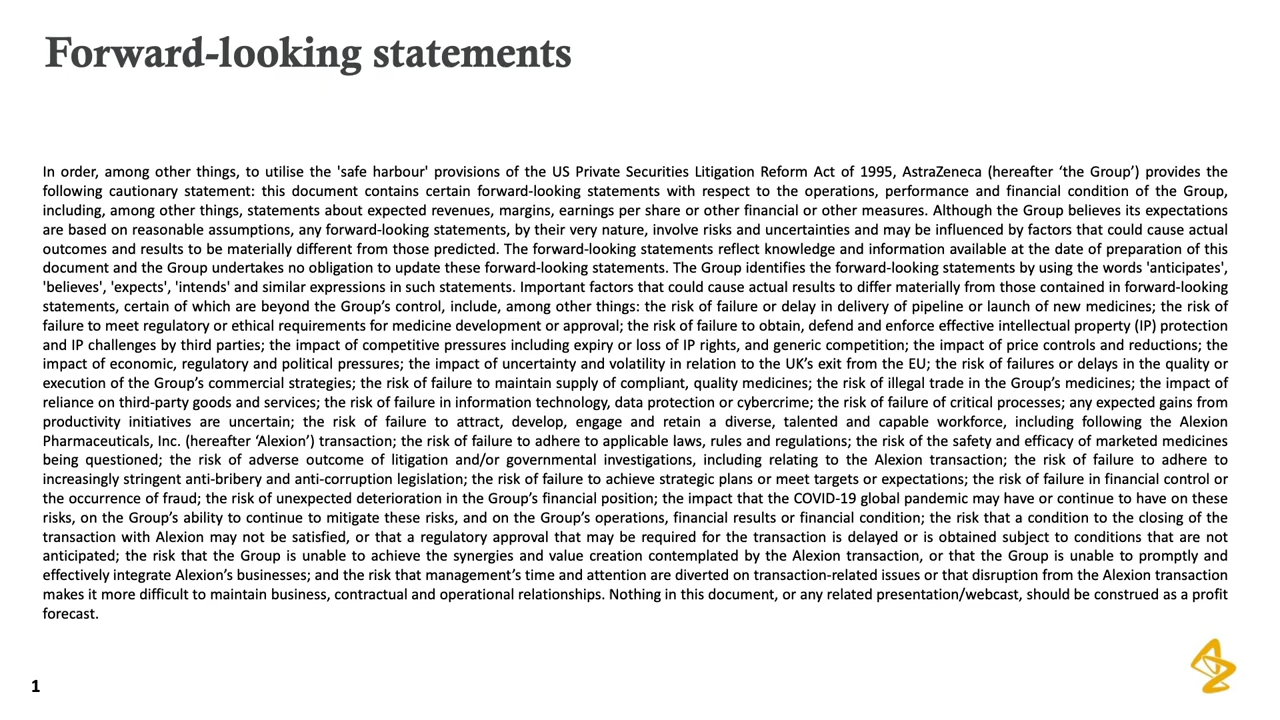 Forward-looking statements
In order, among other things, to utilise the 'safe harbour' provisions of the US Private Securities Litigation Reform Act of 1995, AstraZeneca (hereafter ‘the Group’) provides the
following cautionary statement: this document contains certain forward-looking statements with respect to the operations, performance and financial condition of the Group,
including, among other things, statements about expected revenues, margins, earnings per share or other financial or other measures. Although the Group believes its expectations
are based on reasonable assumptions, any forward-looking statements, by their very nature, involve risks and uncertainties and may be influenced by factors that could cause actual
outcomes and results to be materially different from those predicted. The forward-looking statements reflect knowledge and information available at the date of preparation of this
document and the Group undertakes no obligation to update these forward-looking statements. The Group identifies the forward-looking statements by using the words 'anticipates',
'believes', 'expects', 'intends' and similar expressions in such statements. Important factors that could cause actual results to differ materially from those contained in forward-looking
statements, certain of which are beyond the Group’s control, include, among other things: the risk of failure or delay in delivery of pipeline or launch of new medicines; the risk of
failure to meet regulatory or ethical requirements for medicine development or approval; the risk of failure to obtain, defend and enforce effective intellectual property (IP) protection
and IP challenges by third parties; the impact of competitive pressures including expiry or loss of IP rights, and generic competition; the impact of price controls and reductions; the
impact of economic, regulatory and political pressures; the impact of uncertainty and volatility in relation to the UK’s exit from the EU; the risk of failures or delays in the quality or
execution of the Group’s commercial strategies; the risk of failure to maintain supply of compliant, quality medicines; the risk of illegal trade in the Group’s medicines; the impact of
reliance on third-party goods and services; the risk of failure in information technology, data protection or cybercrime; the risk of failure of critical processes; any expected gains from
productivity initiatives are uncertain; the risk of failure to attract, develop, engage and retain a diverse, talented and capable workforce, including following the Alexion
Pharmaceuticals, Inc. (hereafter ‘Alexion’) transaction; the risk of failure to adhere to applicable laws, rules and regulations; the risk of the safety and efficacy of marketed medicines
being questioned; the risk of adverse outcome of litigation and/or governmental investigations, including relating to the Alexion transaction; the risk of failure to adhere to
increasingly stringent anti-bribery and anti-corruption legislation; the risk of failure to achieve strategic plans or meet targets or expectations; the risk of failure in financial control or
the occurrence of fraud; the risk of unexpected deterioration in the Group’s financial position; the impact that the COVID-19 global pandemic may have or continue to have on these
risks, on the Group’s ability to continue to mitigate these risks, and on the Group’s operations, financial results or financial condition; the risk that a condition to the closing of the
transaction with Alexion may not be satisfied, or that a regulatory approval that may be required for the transaction is delayed or is obtained subject to conditions that are not
anticipated; the risk that the Group is unable to achieve the synergies and value creation contemplated by the Alexion transaction, or that the Group is unable to promptly and
effectively integrate Alexion’s businesses; and the risk that management’s time and attention are diverted on transaction-related issues or that disruption from the Alexion transaction
makes it more difficult to maintain business, contractual and operational relationships. Nothing in this document, or any related presentation/webcast, should be construed as a profit
forecast.
1